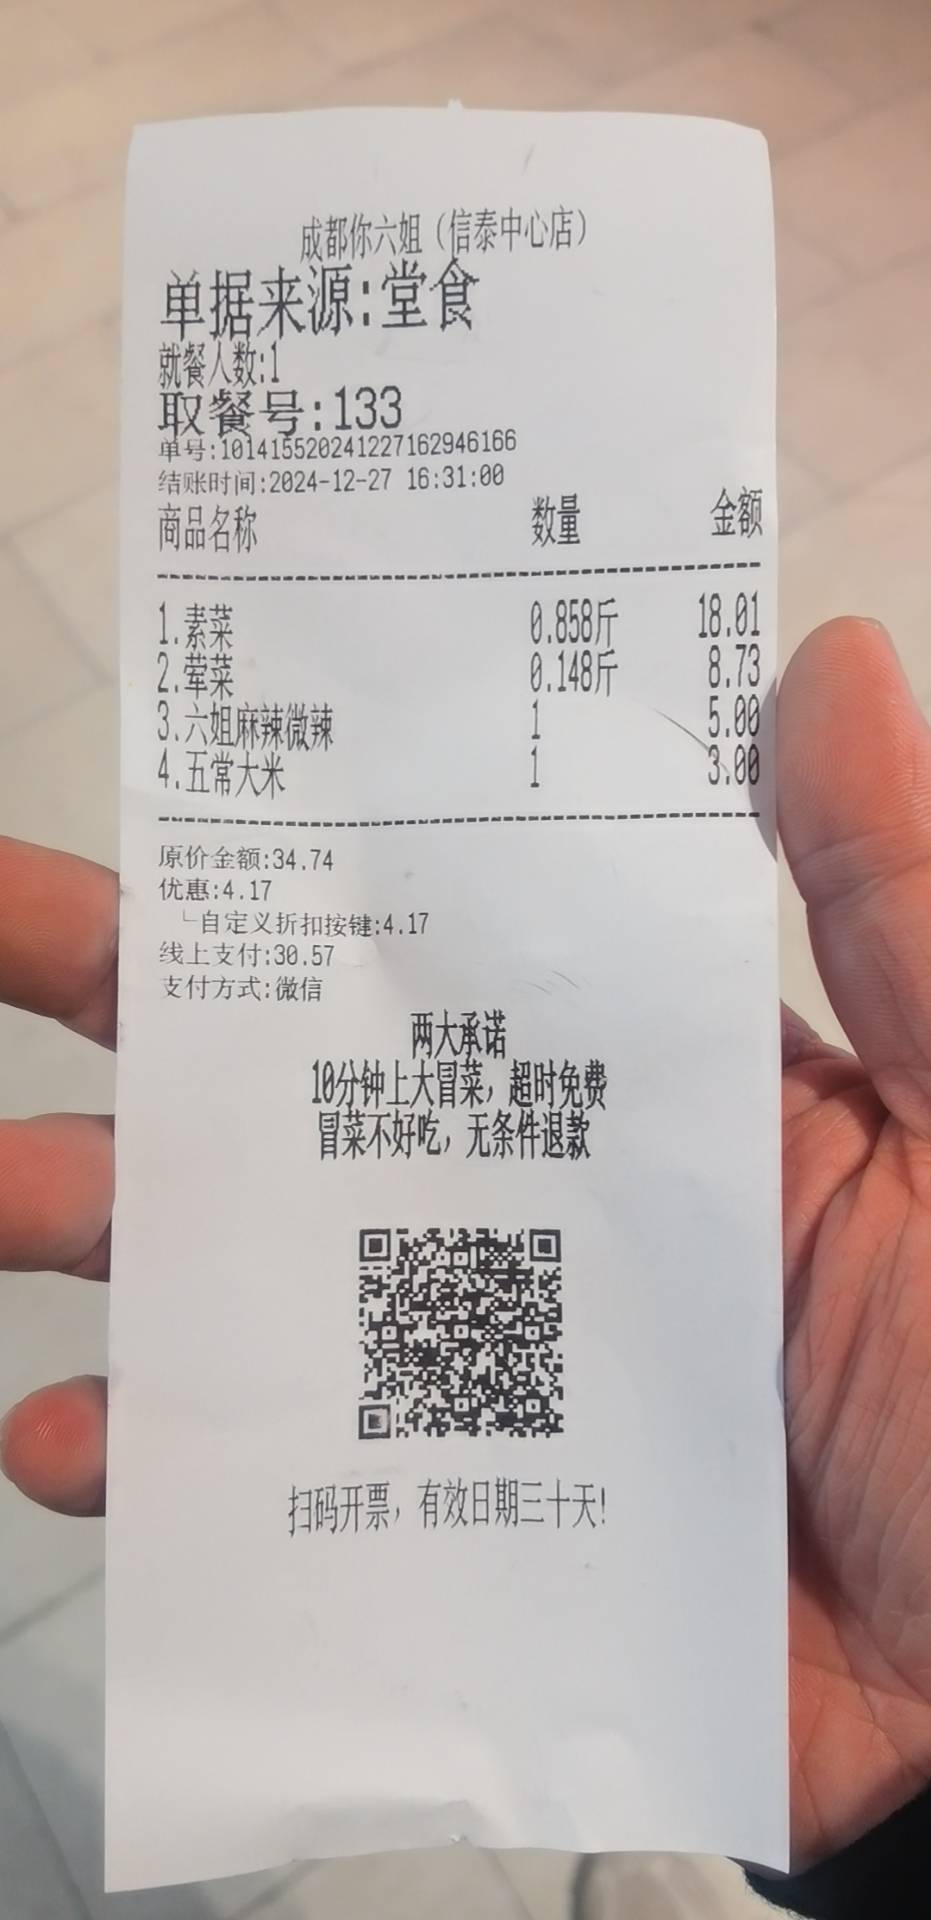 成都你六姐（信泰中心店）
单据来源:堂食
就餐人数:1
取餐号:133
单号:10141552024122716294​6166
结账时间:2024-12-27 16:31:00
商品名称 数量 金额
1.素菜 0.858斤 18.01
2.荤菜 0.148斤 8.73
3.六姐麻辣微辣 1 5.00
4.五常大米 1 3.00
原价金额:34.74
优惠:4.17
└自定义折扣按键:4.17
线上支付:30.57
支付方式:微信
两大承诺
10分钟上大冒菜，超时免费
冒菜不好吃，无条件退款
扫码开票，有效日期三十天!